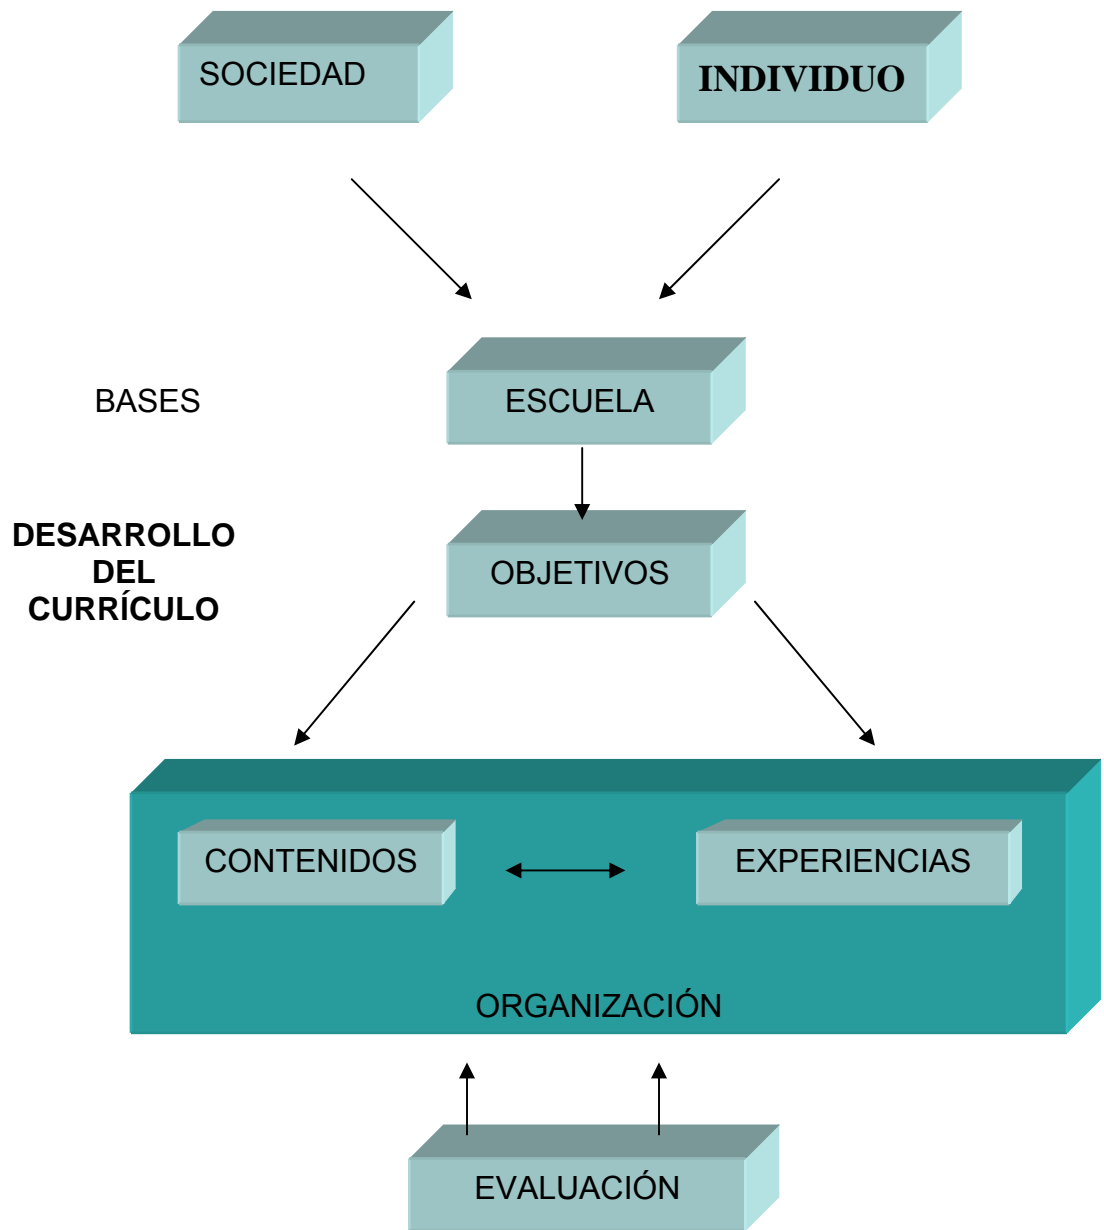 SOCIEDAD
INDIVIDUO
BASES
ESCUELA
DESARROLLO
DEL
CURRÍCULO
OBJETIVOS
CONTENIDOS
EXPERIENCIAS
ORGANIZACIÓN
EVALUACIÓN